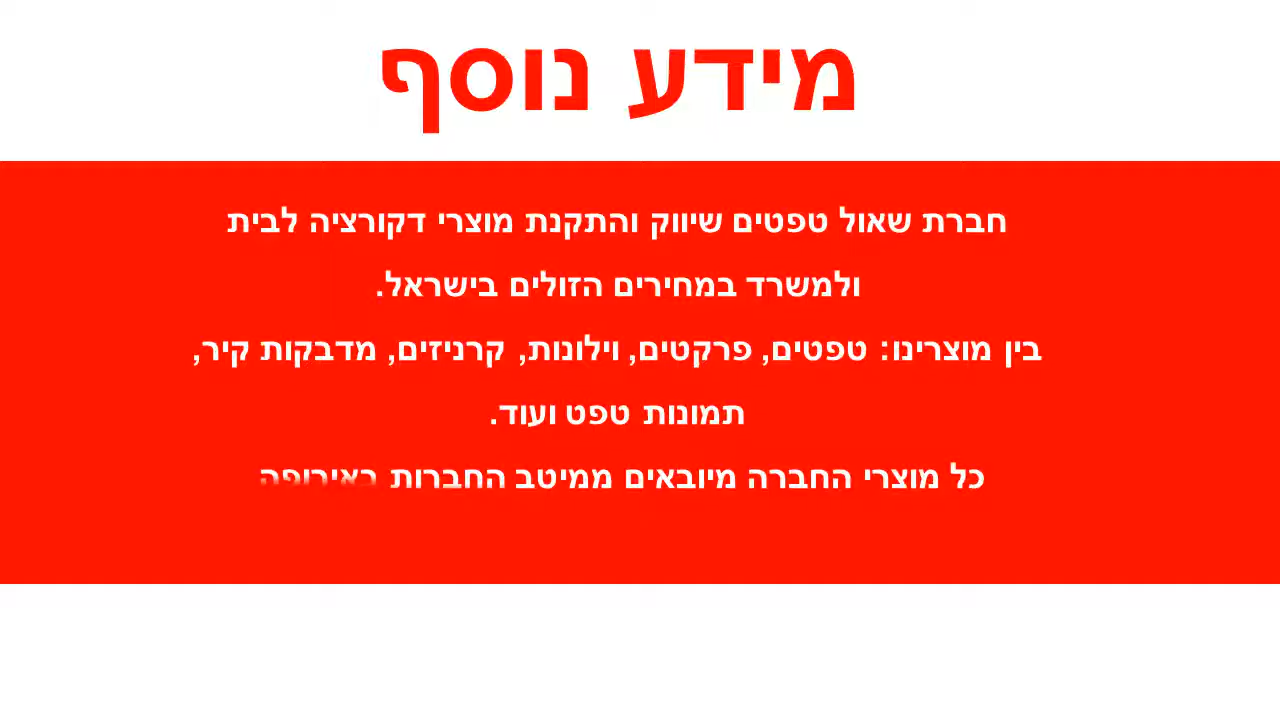 מידע נוסף
חברת שאול טפטים שיווק והתקנת מוצרי דקורציה לבית
ולמשרד במחירים הזולים בישראל.
בין מוצרינו: טפטים, פרקטים, וילונות, קרניזים, מדבקות קיר,
תמונות טפט ועוד.
כל מוצרי החברה מיובאים ממיטב החברות באירופה